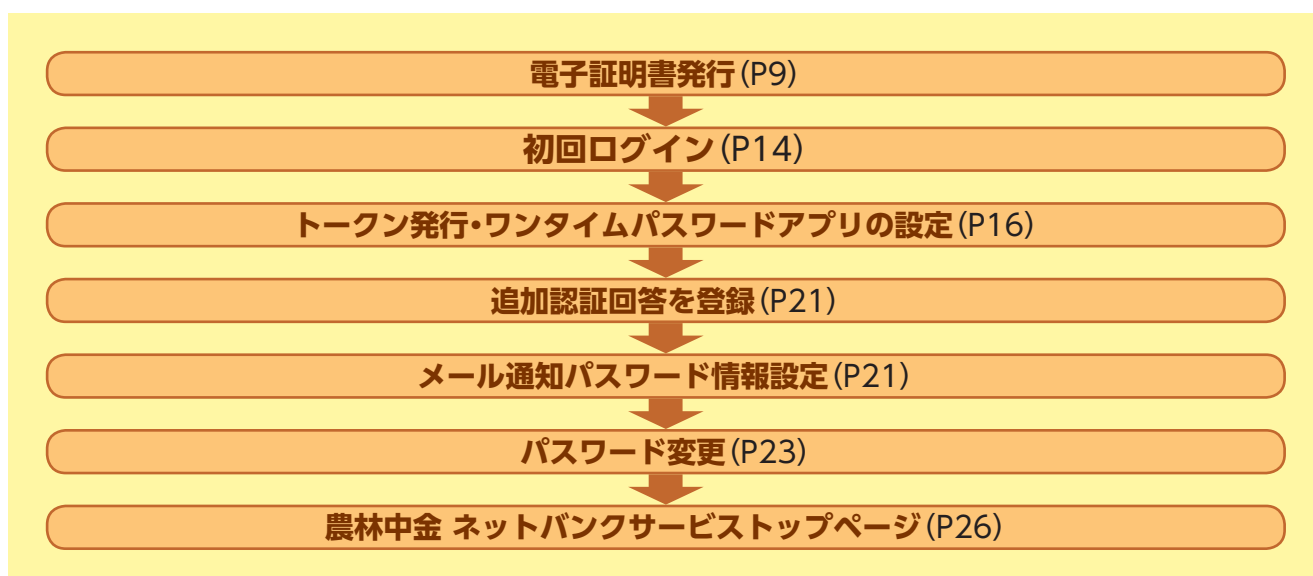 電子証明書発行(P9)
初回ログイン(P14)
トークン発行・ワンタイムパスワードアプリの設定(P16)
追加認証回答を登録(P21)
メール通知パスワード情報設定(P21)
パスワード変更(P23)
農林中金 ネットバンクサービストップページ(P26)